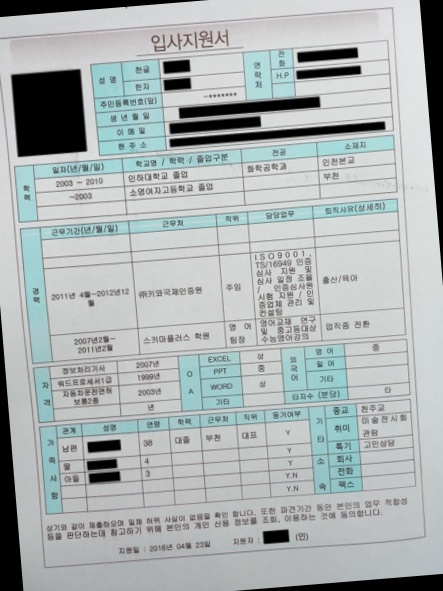 입사지원서
성 명 한글 연락처 전화
한자 H.P
주민등록번호(앞) -*******
생 년 월 일
이 메 일
현 주 소
학력 일자(년/월/일) 학교명 / 학력 / 졸업구분 전공 소재지
2003 ~ 2010 인하대학교 졸업 화학공학과 인천본교
~2003 소명여자고등학교 졸업 부천
경력 근무기간(년/월/일) 근무처 직위 담당업무 퇴직사유(상세히)
2011년 4월~2012년12월 ㈜키와국제인증원 주임 출산/육아
ISO9001,
TS/16949 인증
심사 지원 및
심사 일정 조율
/ 인증심사원
시험 지원 / 인
증업체 관리 및
컨설팅
2007년2월~
2011년2월 스카마플러스 학원 영어팀장 업직종 전환
영어교재 연구
및 중고등대상
수능영어강의
자격 정보처리기사 2007년 OA EXCEL 상 외국어 영 어 중
워드프로세서1급 1999년 PPT 중 일 어
자동차운전면허
보통2종 2003년 WORD 상 기타
년 기타 타자수 (분당) 타
가족사항 관계 성명 연령 학력 근무처 직위 동거여부 기타 종교 천주교
남편 38 대졸 부천 대표 Y 취미 미술전시회
관람
딸 4 Y 특기 고민상담
아들 3 Y,N 소속 회사
Y,N 전화
팩스
상기와 같이 제출하오며 일체 허위 사실이 없음을 확인 합니다. 또한 파견기간 동안 본인의 업무 적합성
등을 판단하는데 참고하기 위해 본인의 개인 신용 정보를 조회, 이용하는 것에 동의합니다.
지원일 : 2016년 04월 23일 지원자 : (인)